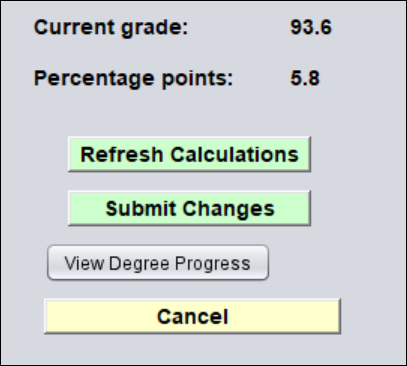 Current grade: 93.6
Percentage points: 5.8
Refresh Calculations
Submit Changes
View Degree Progress
Cancel